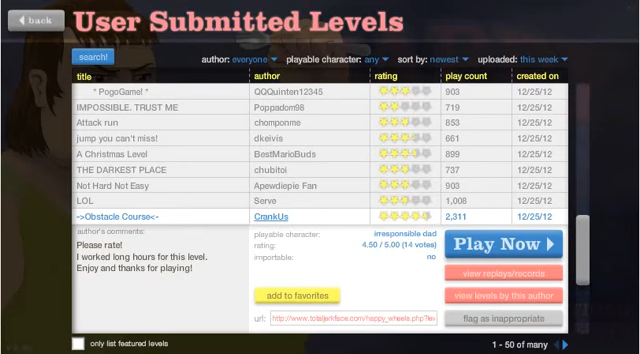 back
User Submitted Levels
search!
author: everyone playable character: any sort by: newest uploaded: this week
title author rating play count created on
* PogoGame! * QQQuinten12345 903 12/25/12
IMPOSSIBLE. TRUST ME Poppadom98 719 12/25/12
Attack run chomponme 853 12/25/12
jump you can't miss! dkeivis 661 12/25/12
A Christmas Level BestMarioBuds 899 12/25/12
THE DARKEST PLACE chubitoi 737 12/25/12
Not Hard Not Easy Apewdiepie Fan 903 12/25/12
LOL Serve 1,008 12/25/12
->Obstacle Course<- CrankUs 2,311 12/25/12
author's comments:
Please rate!
I worked long hours for this level.
Enjoy and thanks for playing!
playable character: irresponsible dad
rating: 4.50 / 5.00 (14 votes)
importable: no
Play Now
view replays/records
add to favorites
view levels by this author
url: http://www.totaljerkface.com/happy_wheels.php?lev
flag as inappropriate
only list featured levels
1 - 50 of many